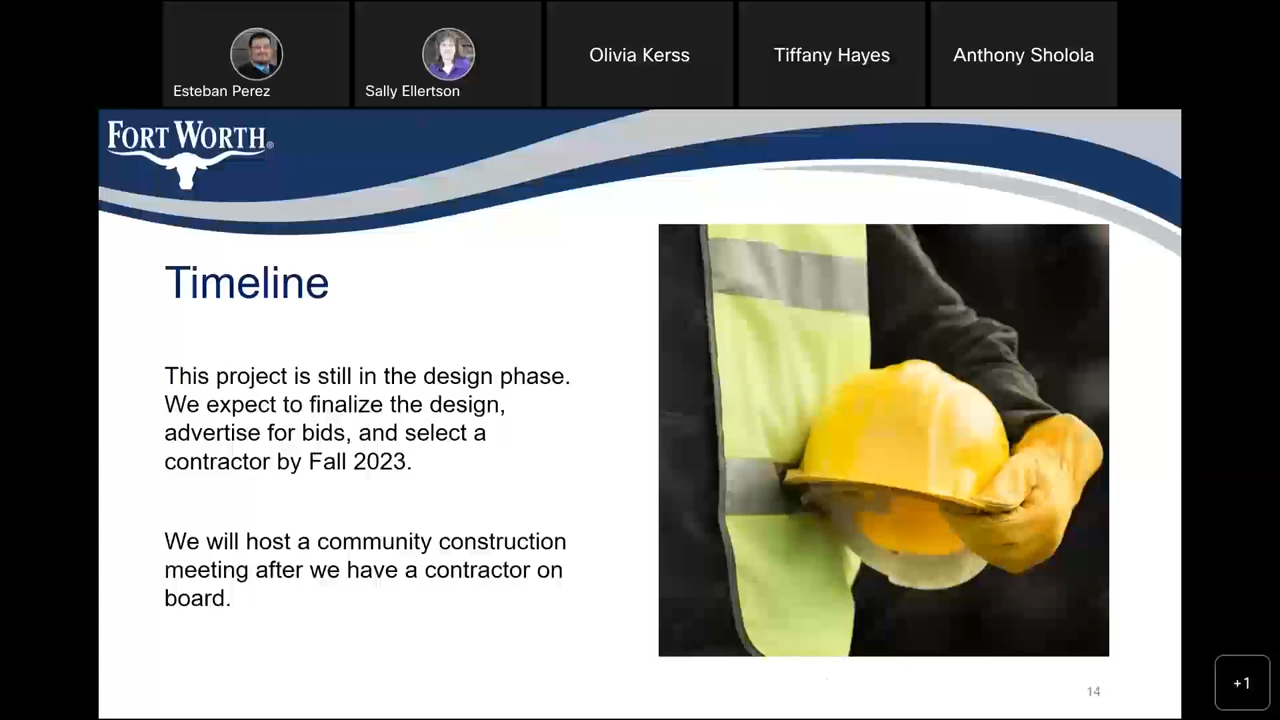 Esteban Perez
Sally Ellertson
Olivia Kerss
Tiffany Hayes
Anthony Sholola
FORT WORTH®
Timeline
This project is still in the design phase.
We expect to finalize the design,
advertise for bids, and select a
contractor by Fall 2023.
We will host a community construction
meeting after we have a contractor on
board.
14
+1